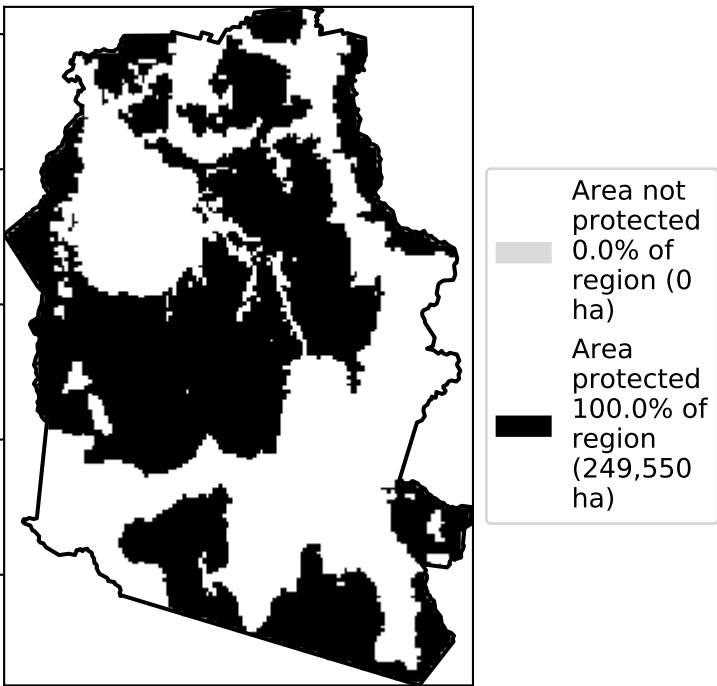 Area not
protected
0.0% of
region (0
ha)
Area
protected
100.0% of
region
(249,550
ha)